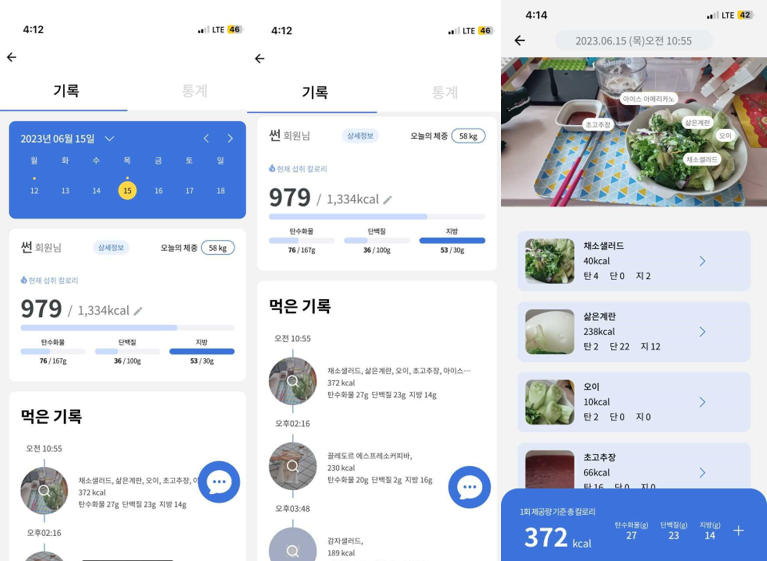 4:12
LTE 46
기록
통계
2023년 06월 15일
월 화 수 목 금 토 일
12 13 14 15 16 17 18
썬 회원님
상세정보
오늘의 체중 58 kg
현재 섭취 칼로리
979 / 1,334kcal
탄수화물 단백질 지방
76 / 167g 36 / 100g 53 / 30g
먹은 기록
오전 10:55
채소샐러드, 삶은계란, 오이, 초고추장, 아
372 kcal
탄수화물 27g 단백질 23g 지방 14g
오후02:16
4:12
LTE 46
기록
통계
썬 회원님
상세정보
오늘의 체중 58 kg
현재 섭취 칼로리
979 / 1,334kcal
탄수화물 단백질 지방
76 / 167g 36 / 100g 53 / 30g
먹은 기록
오전 10:55
채소샐러드, 삶은계란, 오이, 초고추장, 아이스···
372 kcal
탄수화물 27g 단백질 23g 지방 14g
오후02:16
끌레도르 에스프레소커피바,
230 kcal
탄수화물 20g 단백질 2g 지방 16g
오후03:48
감자샐러드,
189 kcal
4:14
LTE 42
2023.06.15 (목)오전 10:55
아이스 아메리카노
초고추장
삶은계란
오이
채소샐러드
채소샐러드
40kcal
탄 4 단 0 지 2
삶은계란
238kcal
탄 2 단 22 지 12
오이
10kcal
탄 2 단 0 지 0
초고추장
66kcal
탄 16 단 0 지 0
1회 제공량 기준 총 칼로리
372 kcal
탄수화물(g) 단백질(g) 지방(g)
27 23 14